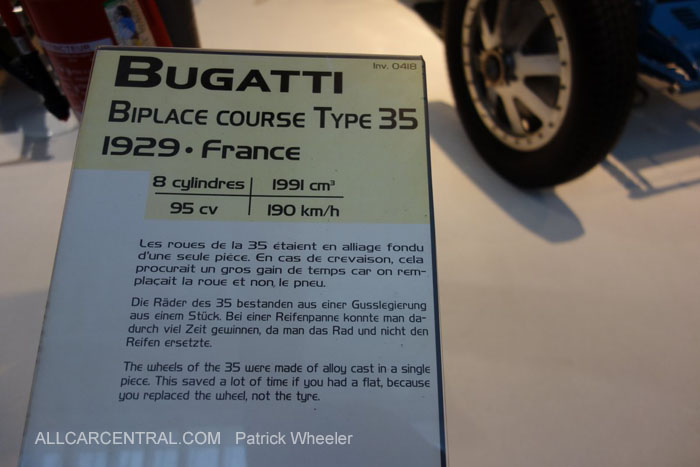 BUGATTI
Inv. 0418
BIPLACE COURSE TYPE 35
1929 • FRANCE
8 cylindres | 1991 cm³
95 cv | 190 km/h
Les roues de la 35 étaient en alliage fondu
d'une seule pièce. En cas de crevaison, cela
procurait un gros gain de temps car on rem-
plaçait la roue et non, le pneu.
Die Räder des 35 bestanden aus einer Gusslegierung
aus einem Stück. Bei einer Reifenpanne konnte man da-
durch viel Zeit gewinnen, da man das Rad und nicht den
Reifen ersetzte.
The wheels of the 35 were made of alloy cast in a single
piece. This saved a lot of time if you had a flat, because
you replaced the wheel, not the tyre.
ALLCARCENTRAL.COM Patrick Wheeler